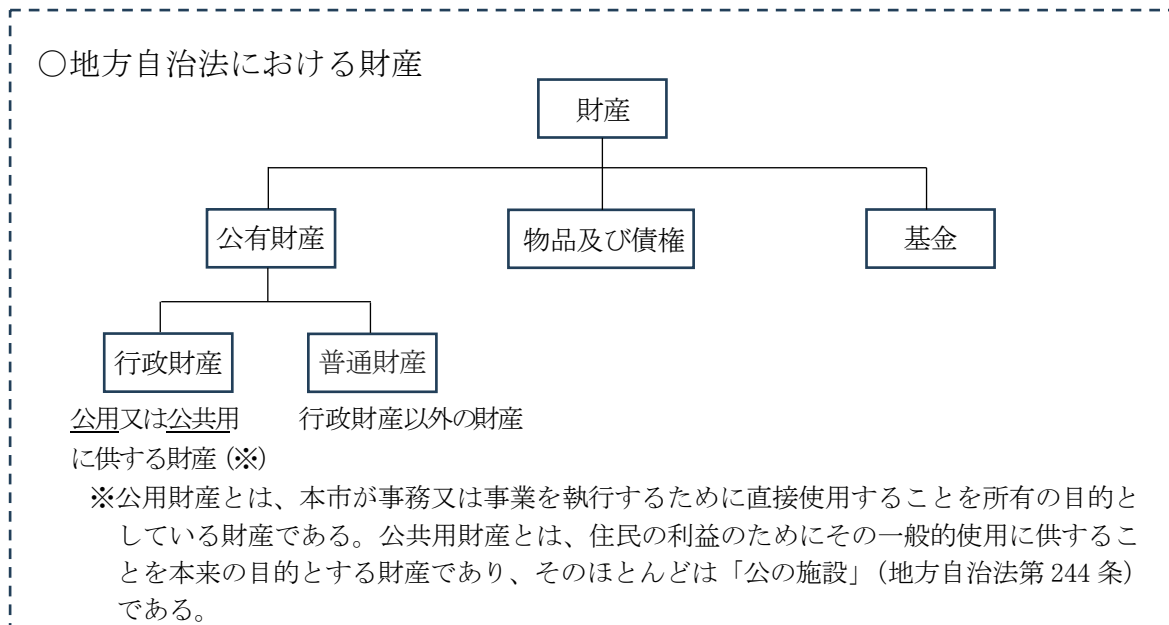 ○地方自治法における財産
財産
公有財産
物品及び債権
基金
行政財産
普通財産
公用又は公共用
に供する財産(※)
行政財産以外の財産
※公用財産とは、本市が事務又は事業を執行するために直接使用することを所有の目的と
している財産である。公共用財産とは、住民の利益のためにその一般的使用に供するこ
とを本来の目的とする財産であり、そのほとんどは「公の施設」(地方自治法第 244 条)
である。